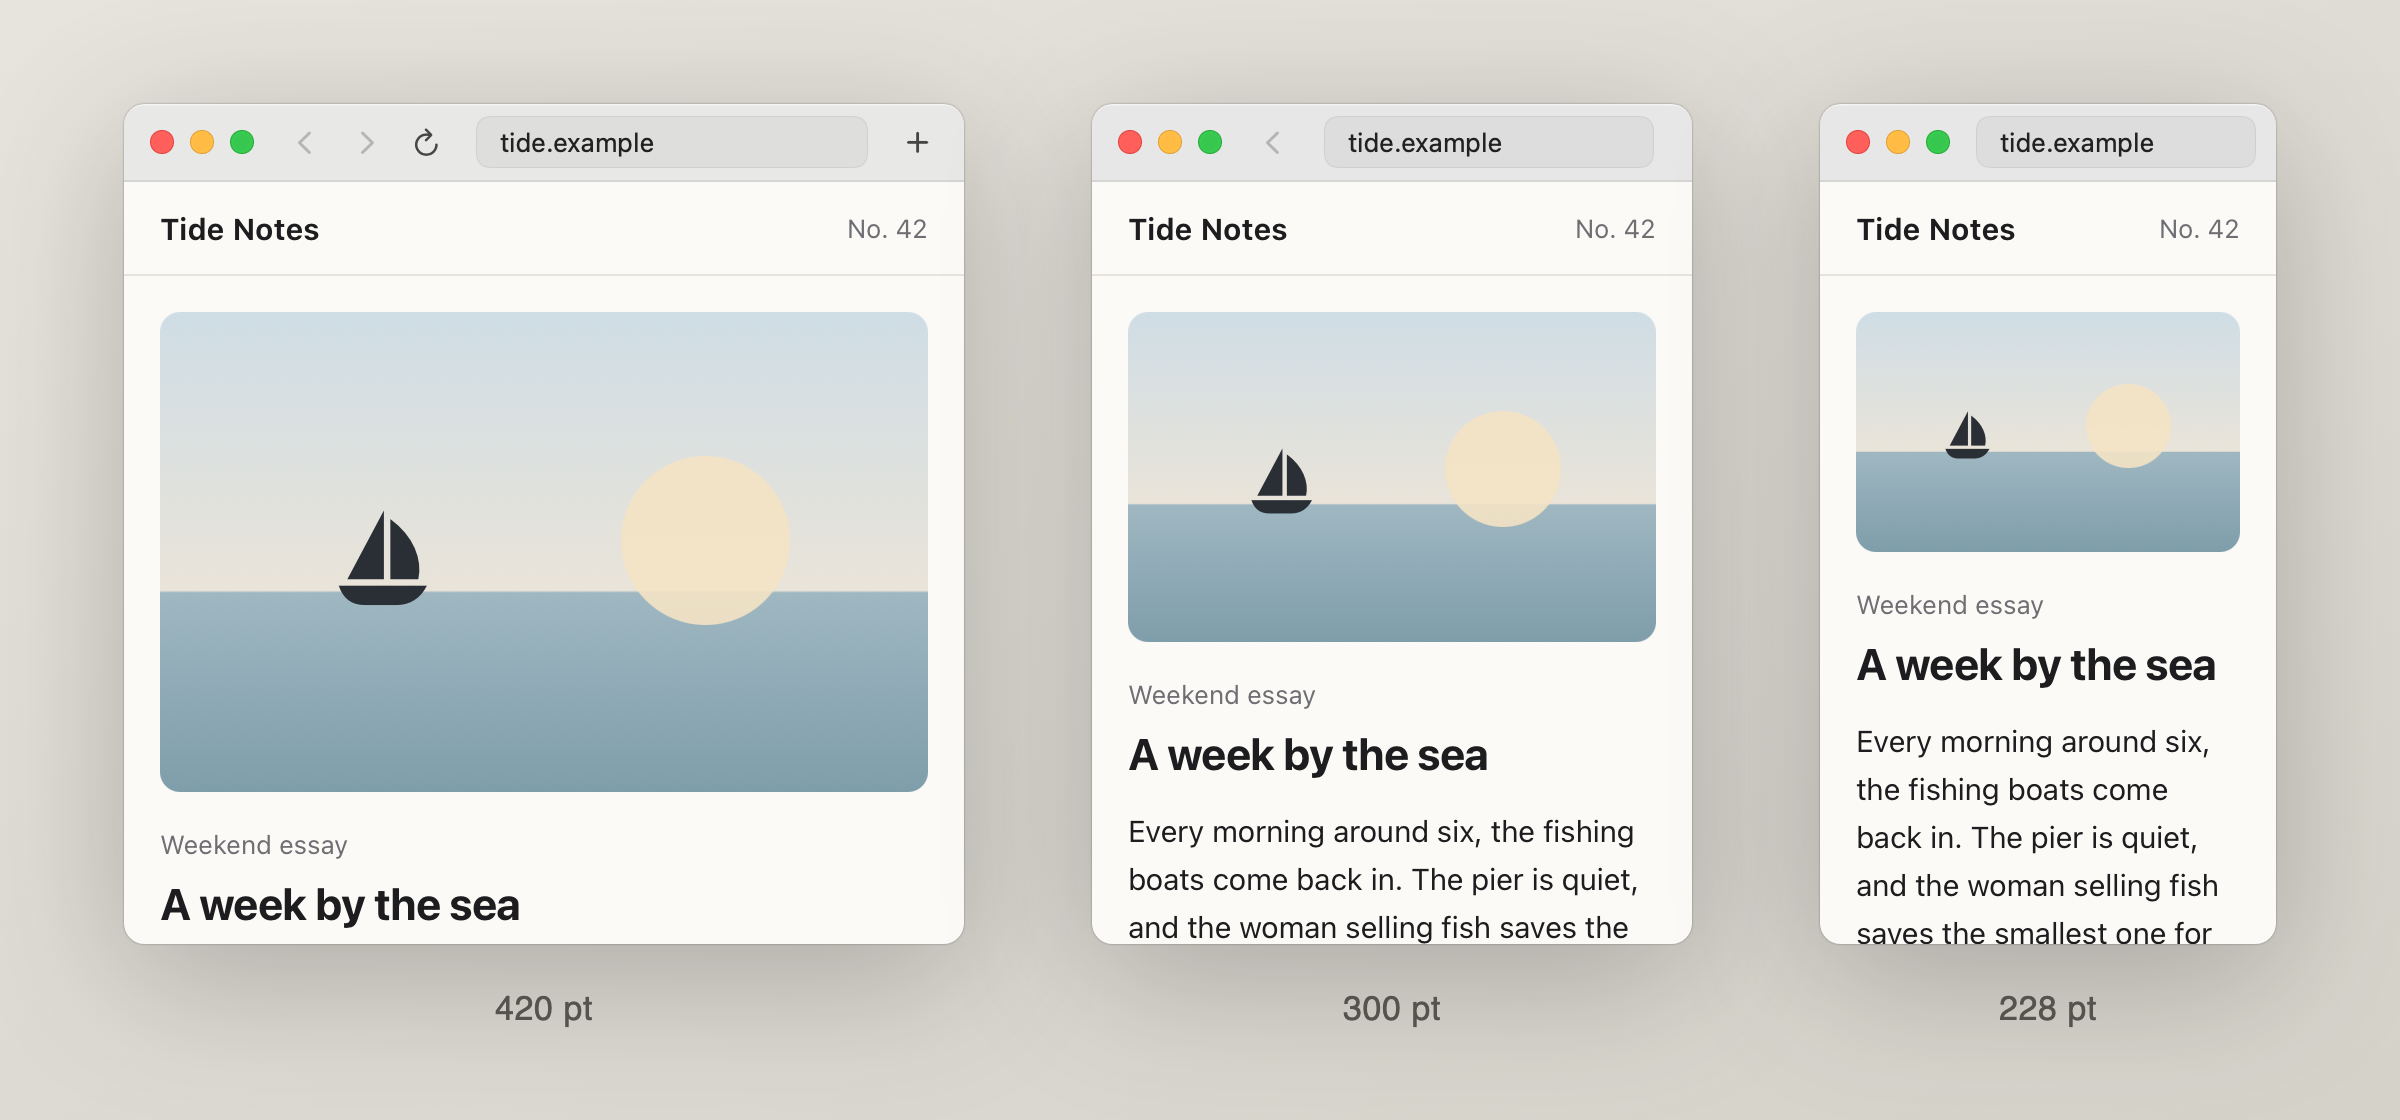 tide.example
Tide Notes
No. 42
Weekend essay
A week by the sea
420 pt
tide.example
Tide Notes
No. 42
Weekend essay
A week by the sea
Every morning around six, the fishing
boats come back in. The pier is quiet,
and the woman selling fish saves the
300 pt
tide.example
Tide Notes
No. 42
Weekend essay
A week by the sea
Every morning around six,
the fishing boats come
back in. The pier is quiet,
and the woman selling fish
saves the smallest one for
228 pt